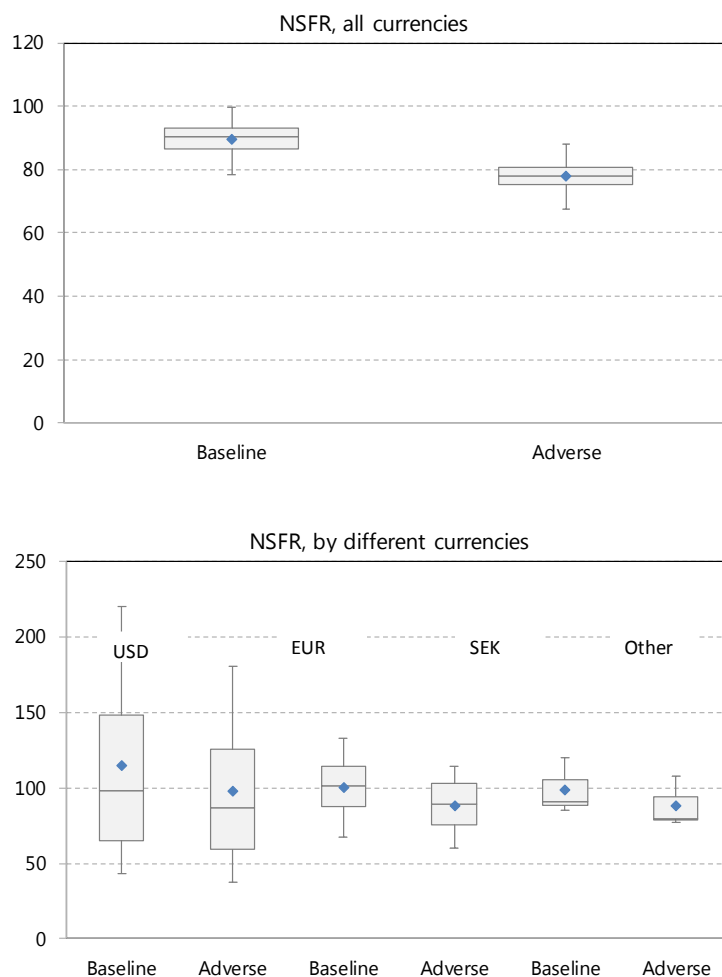 NSFR, all currencies
120
100
80
60
40
20
0
Baseline Adverse
NSFR, by different currencies
250
200
150
100
50
0
USD EUR SEK Other
Baseline Adverse Baseline Adverse Baseline Adverse